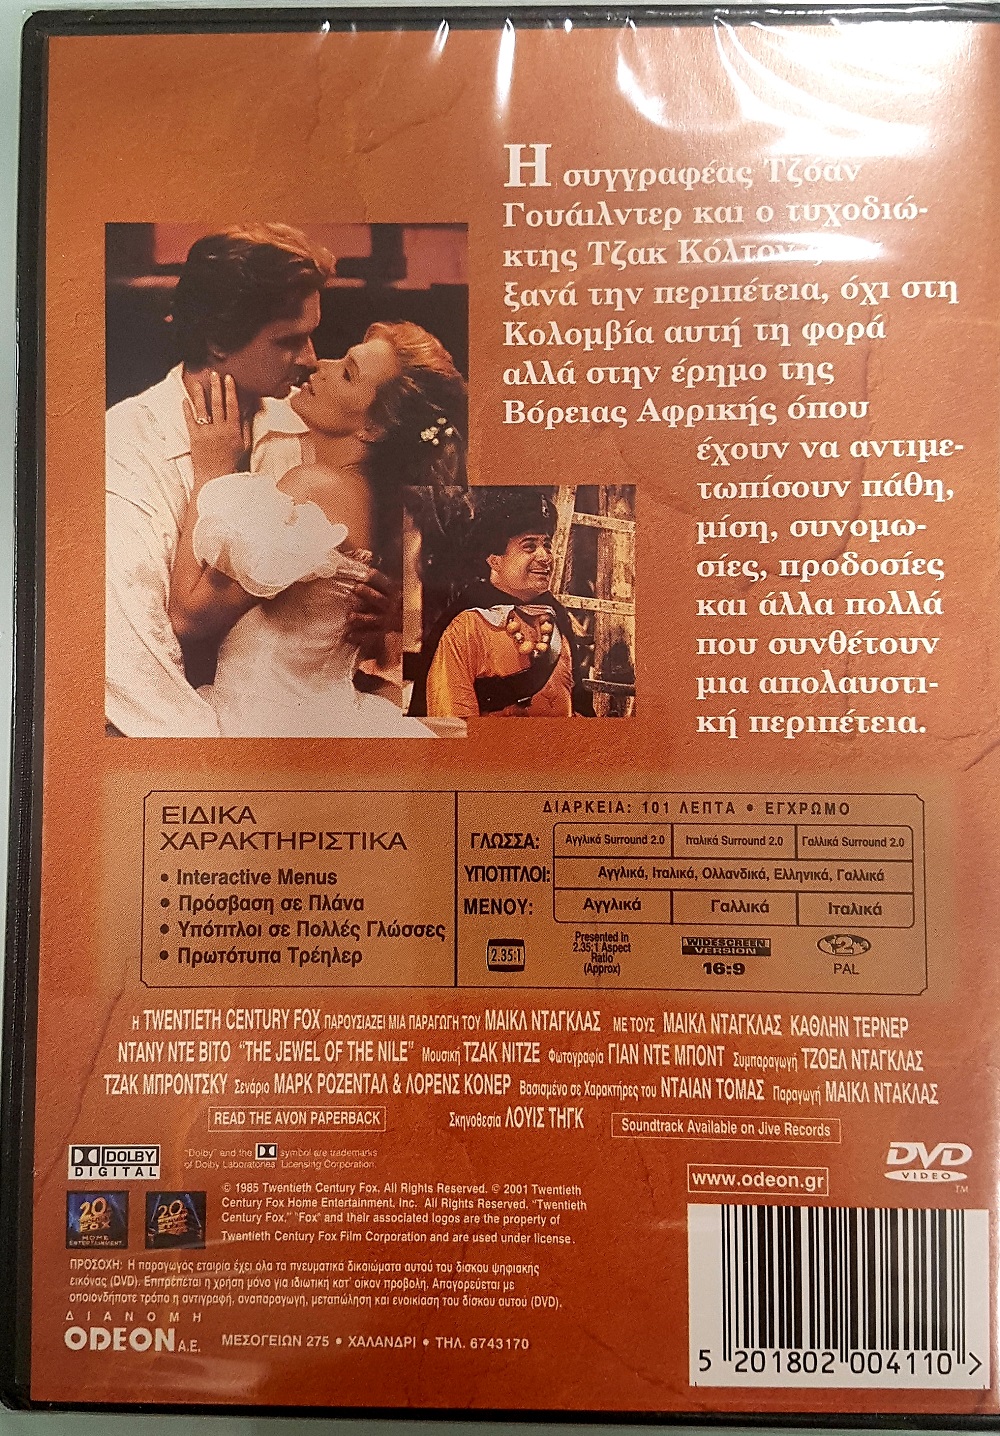 Η συγγραφέας Τζόαν
Γουάιλντερ και ο τυχοδιώ-
κτης Τζακ Κόλτον
ξανά την περιπέτεια, όχι στη
Κολομβία αυτή τη φορά
αλλά στην έρημο της
Βόρειας Αφρικής όπου
έχουν να αντιμε-
τωπίσουν πάθη,
μίση, συνομω-
σίες, προδοσίες
και άλλα πολλά
που συνθέτουν
μια απολαυστι-
κή περιπέτεια.
ΕΙΔΙΚΑ
ΧΑΡΑΚΤΗΡΙΣΤΙΚΑ
• Interactive Menus
• Πρόσβαση σε Πλάνα
• Υπότιτλοι σε Πολλές Γλώσσες
• Πρωτότυπα Τρέηλερ
ΔΙΑΡΚΕΙΑ: 101 ΛΕΠΤΑ • ΕΓΧΡΩΜΟ
ΓΛΩΣΣΑ: Αγγλικά Surround 2.0 Ιταλικά Surround 2.0 Γαλλικά Surround 2.0
ΥΠΟΤΙΤΛΟΙ: Αγγλικά, Ιταλικά, Ολλανδικά, Ελληνικά, Γαλλικά
ΜΕΝΟΥ: Αγγλικά Γαλλικά Ιταλικά
2.35:1
Presented In
2.35:1 Aspect
Ratio
(Approx)
WIDESCREEN
VERSION
16:9
2
PAL
Η TWENTIETH CENTURY FOX ΠΑΡΟΥΣΙΑΖΕΙ ΜΙΑ ΠΑΡΑΓΩΓΗ ΤΟΥ ΜΑΙΚΛ ΝΤΑΓΚΛΑΣ ΜΕ ΤΟΥΣ ΜΑΙΚΛ ΝΤΑΓΚΛΑΣ ΚΑΘΛΗΝ ΤΕΡΝΕΡ
ΝΤΑΝΥ ΝΤΕ ΒΙΤΟ "THE JEWEL OF THE NILE" Μουσική ΤΖΑΚ ΝΙΤΖΕ Φωτογραφία ΓΙΑΝ ΝΤΕ ΜΠΟΝΤ Συμπαραγωγή ΤΖΟΕΛ ΝΤΑΓΚΛΑΣ
ΤΖΑΚ ΜΠΡΟΝΤΣΚΥ Σενάριο ΜΑΡΚ ΡΟΖΕΝΤΑΛ & ΛΟΡΕΝΣ ΚΟΝΕΡ Βασισμένο σε Χαρακτήρες του ΝΤΑΙΑΝ ΤΟΜΑΣ Παραγωγή ΜΑΙΚΛ ΝΤΑΚΛΑΣ
READ THE AVON PAPERBACK
Σκηνοθεσία ΛΟΥΙΣ ΤΗΓΚ
Soundtrack Available on Jive Records
DOLBY
DIGITAL
"Dolby" and the symbol are trademarks
of Dolby Laboratories Licensing Corporation.
www.odeon.gr
DVD
VIDEO
TM
20th CENTURY FOX
HOME
ENTERTAINMENT
© 1985 Twentieth Century Fox. All Rights Reserved. © 2001 Twentieth
Century Fox Home Entertainment, Inc. All Rights Reserved. "Twentieth
Century Fox," "Fox" and their associated logos are the property of
Twentieth Century Fox Film Corporation and are used under license.
ΠΡΟΣΟΧΗ: Η παραγωγός εταιρία έχει όλα τα πνευματικά δικαιώματα αυτού του δίσκου ψηφιακής
εικόνας (DVD). Επιτρέπεται η χρήση μόνο για ιδιωτική κατ' οίκον προβολή. Απαγορεύεται με
οποιονδήποτε τρόπο η αντιγραφή, αναπαραγωγή, μεταπώληση και ενοικίαση του δίσκου αυτού (DVD).
ΔΙΑΝΟΜΗ
ODEON A.E. ΜΕΣΟΓΕΙΩΝ 275 • ΧΑΛΑΝΔΡΙ • ΤΗΛ. 6743170
5 201802 004110 >